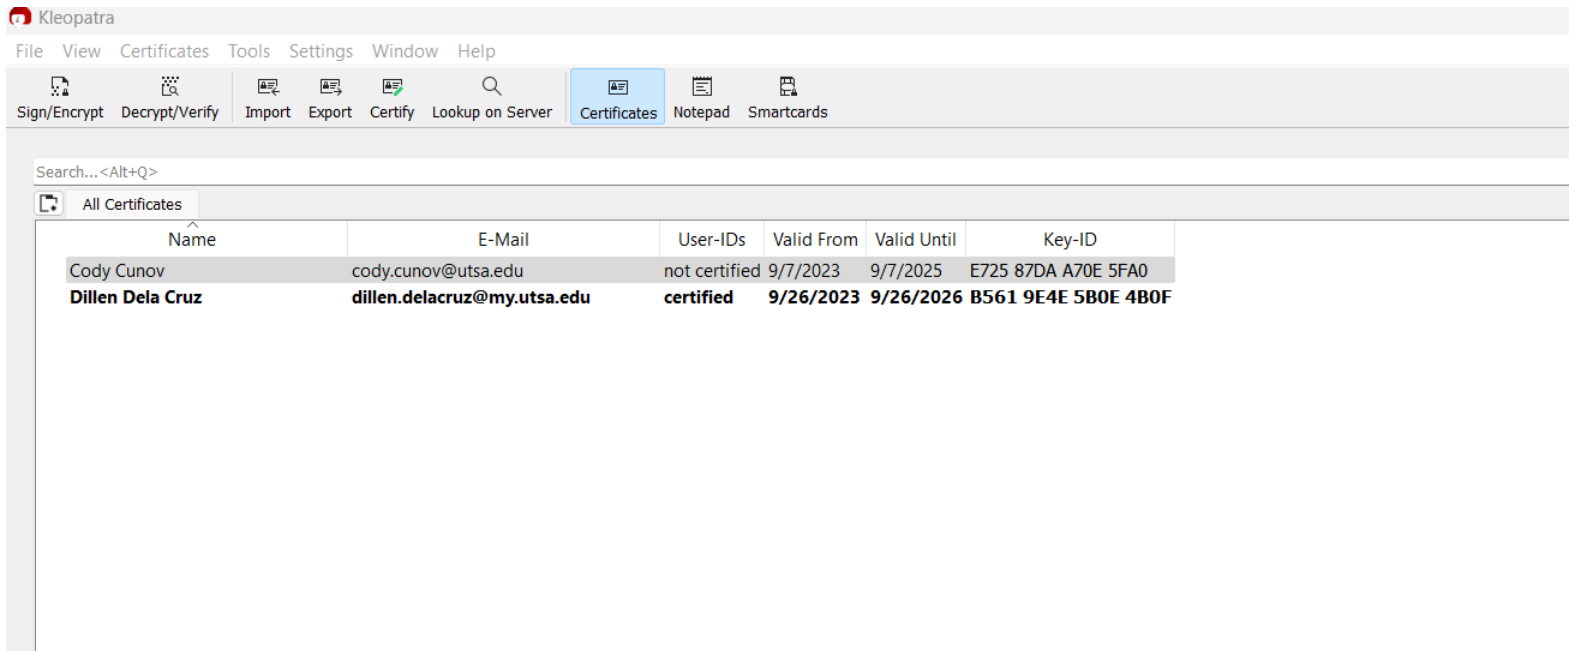 Kleopatra
File View Certificates Tools Settings Window Help
Sign/Encrypt Decrypt/Verify Import Export Certify Lookup on Server Certificates Notepad Smartcards
Search...<Alt+Q>
All Certificates
Name E-Mail User-IDs Valid From Valid Until Key-ID
Cody Cunov cody.cunov@utsa.edu not certified 9/7/2023 9/7/2025 E725 87DA A70E 5FA0
Dillen Dela Cruz dillen.delacruz@my.utsa.edu certified 9/26/2023 9/26/2026 B561 9E4E 5B0E 4B0F